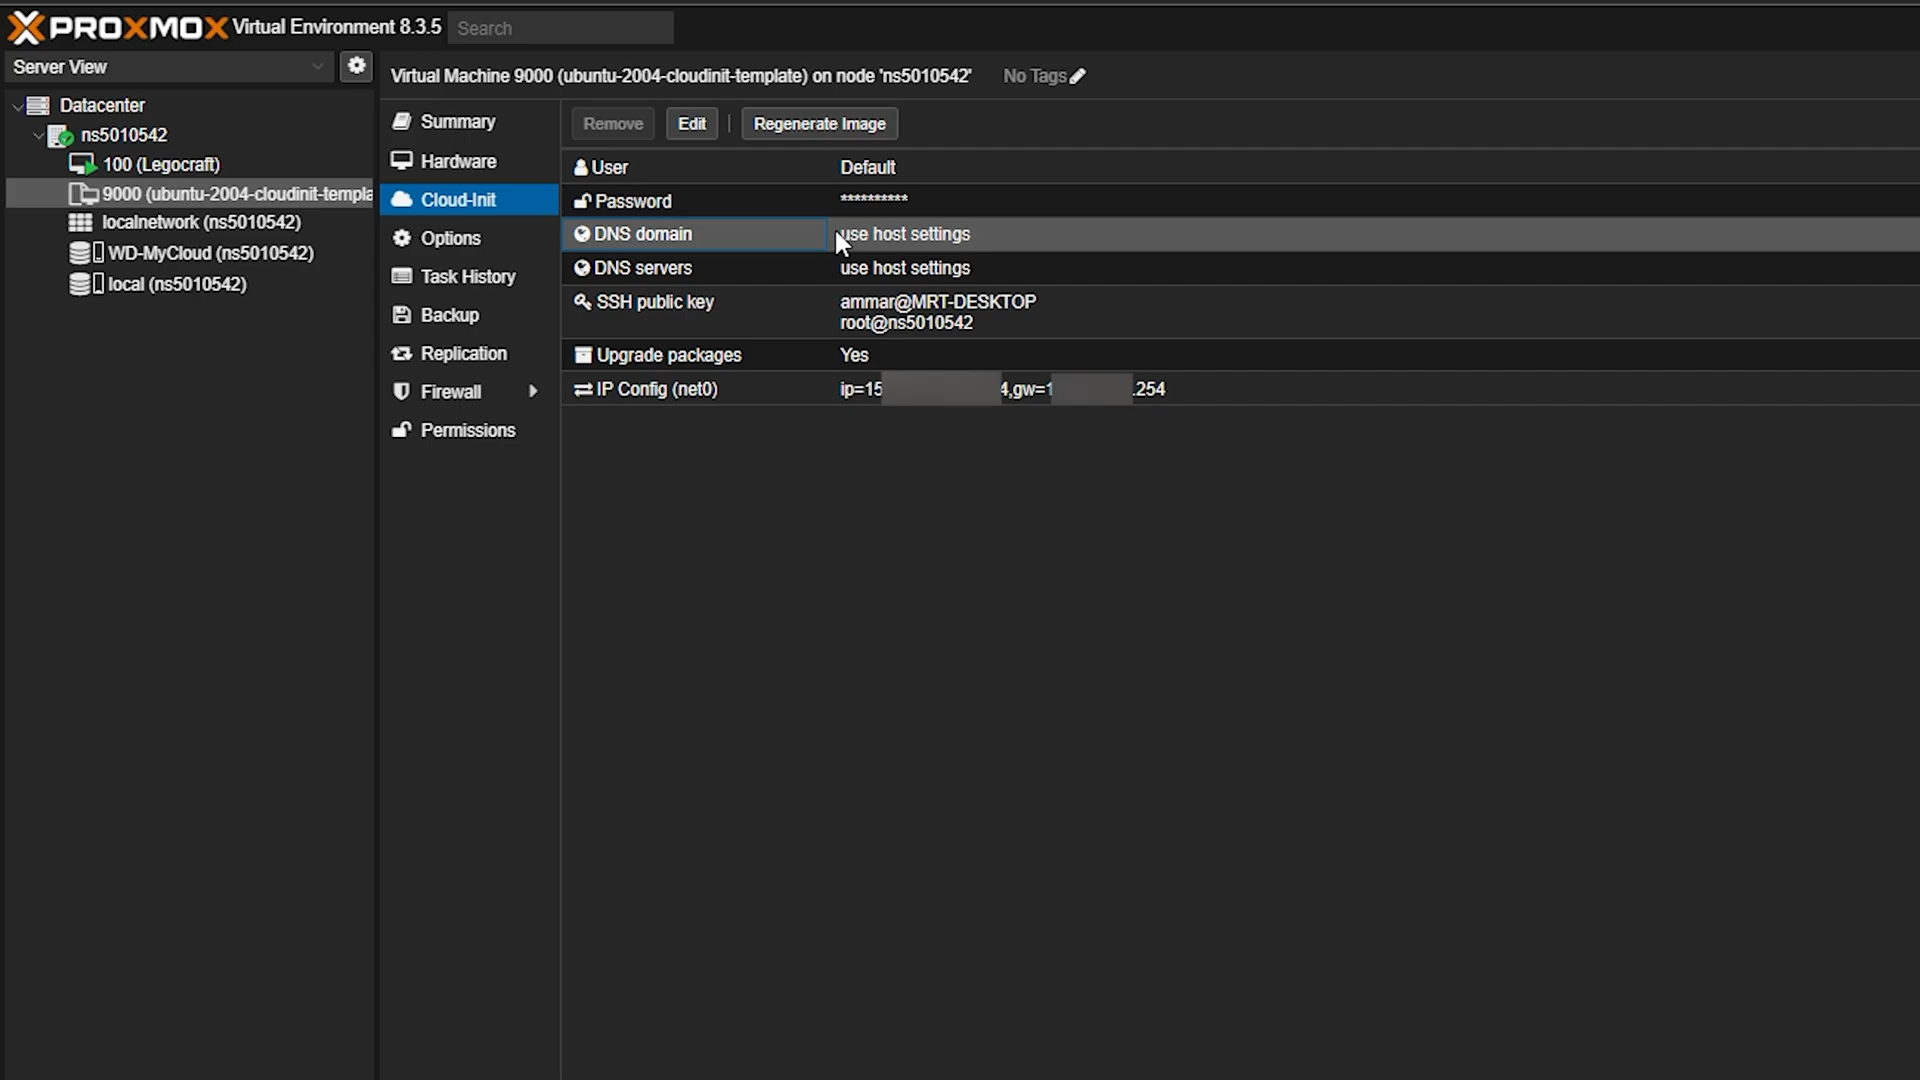 PROXMOX Virtual Environment 8.3.5 Search
Server View
Datacenter
ns5010542
100 (Legocraft)
9000 (ubuntu-2004-cloudinit-templa
localnetwork (ns5010542)
WD-MyCloud (ns5010542)
local (ns5010542)
Virtual Machine 9000 (ubuntu-2004-cloudinit-template) on node 'ns5010542' No Tags
Summary
Hardware
Cloud-Init
Options
Task History
Backup
Replication
Firewall
Permissions
Remove Edit | Regenerate Image
User Default
Password **********
DNS domain use host settings
DNS servers use host settings
SSH public key ammar@MRT-DESKTOP
root@ns5010542
Upgrade packages Yes
IP Config (net0) ip=15 4,gw=1 .254